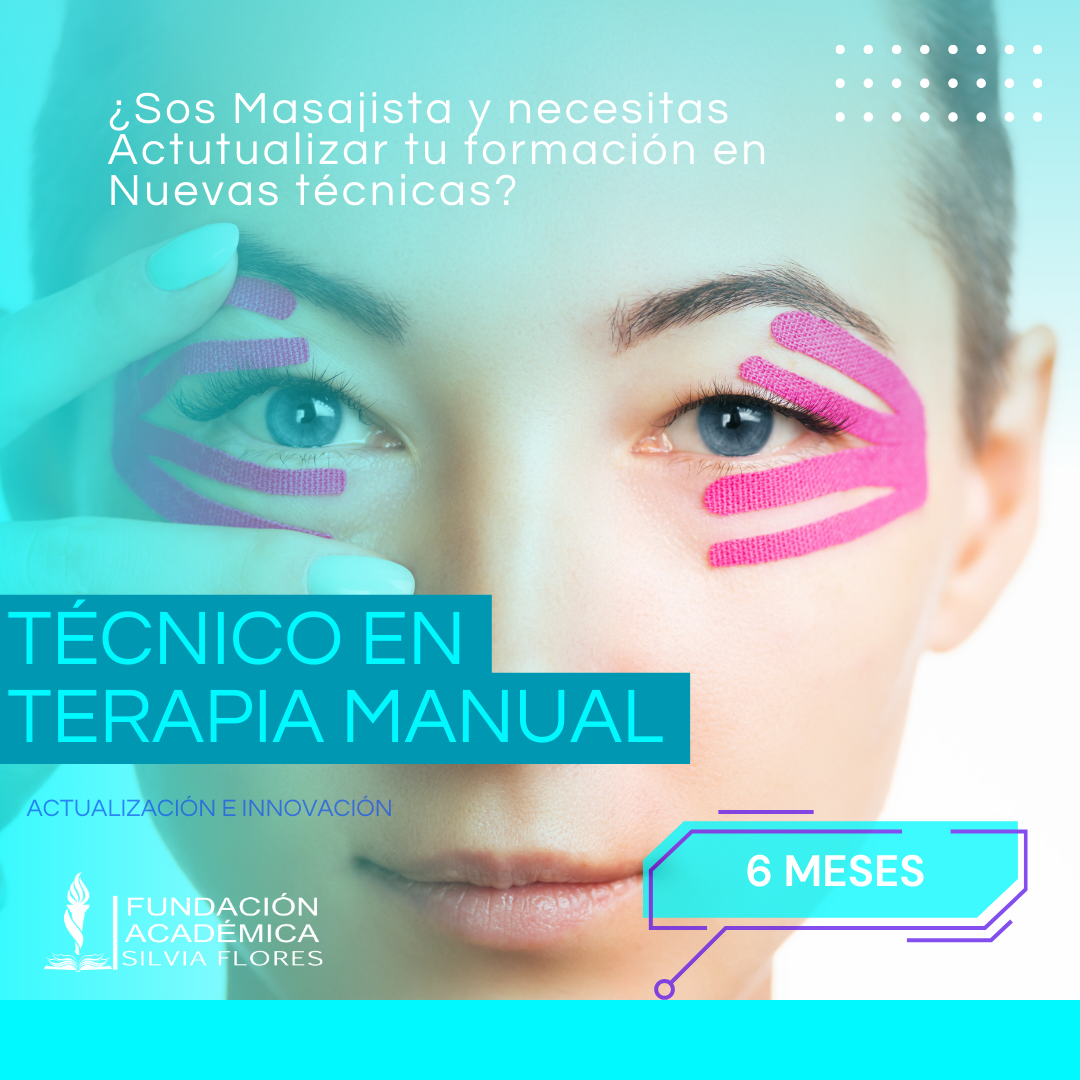 ¿Sos Masajista y necesitas
Actutualizar tu formación en
Nuevas técnicas?
TÉCNICO EN
TERAPIA MANUAL
ACTUALIZACIÓN E INNOVACIÓN
6 MESES
FUNDACIÓN
ACADÉMICA
SILVIA FLORES